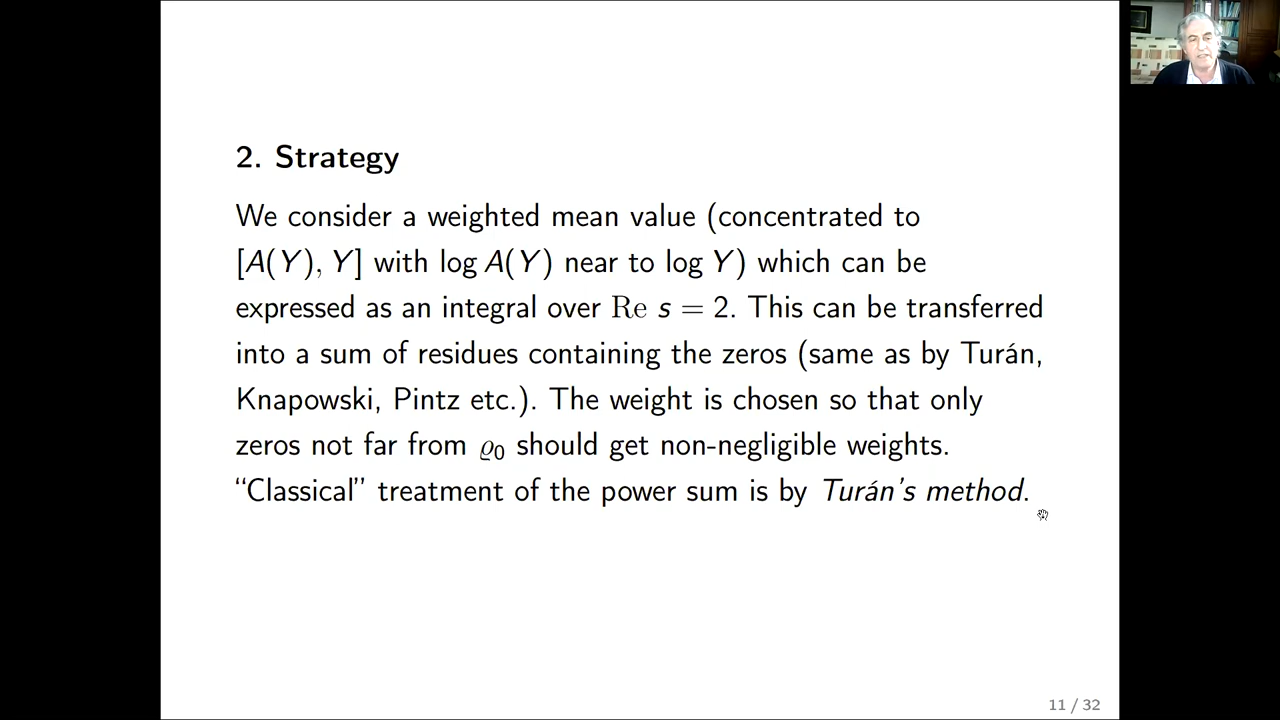 2. Strategy
We consider a weighted mean value (concentrated to
[A(Y), Y] with log A(Y) near to log Y) which can be
expressed as an integral over Re s = 2. This can be transferred
into a sum of residues containing the zeros (same as by Turán,
Knapowski, Pintz etc.). The weight is chosen so that only
zeros not far from ϱ₀ should get non-negligible weights.
“Classical” treatment of the power sum is by Turán’s method.
11 / 32